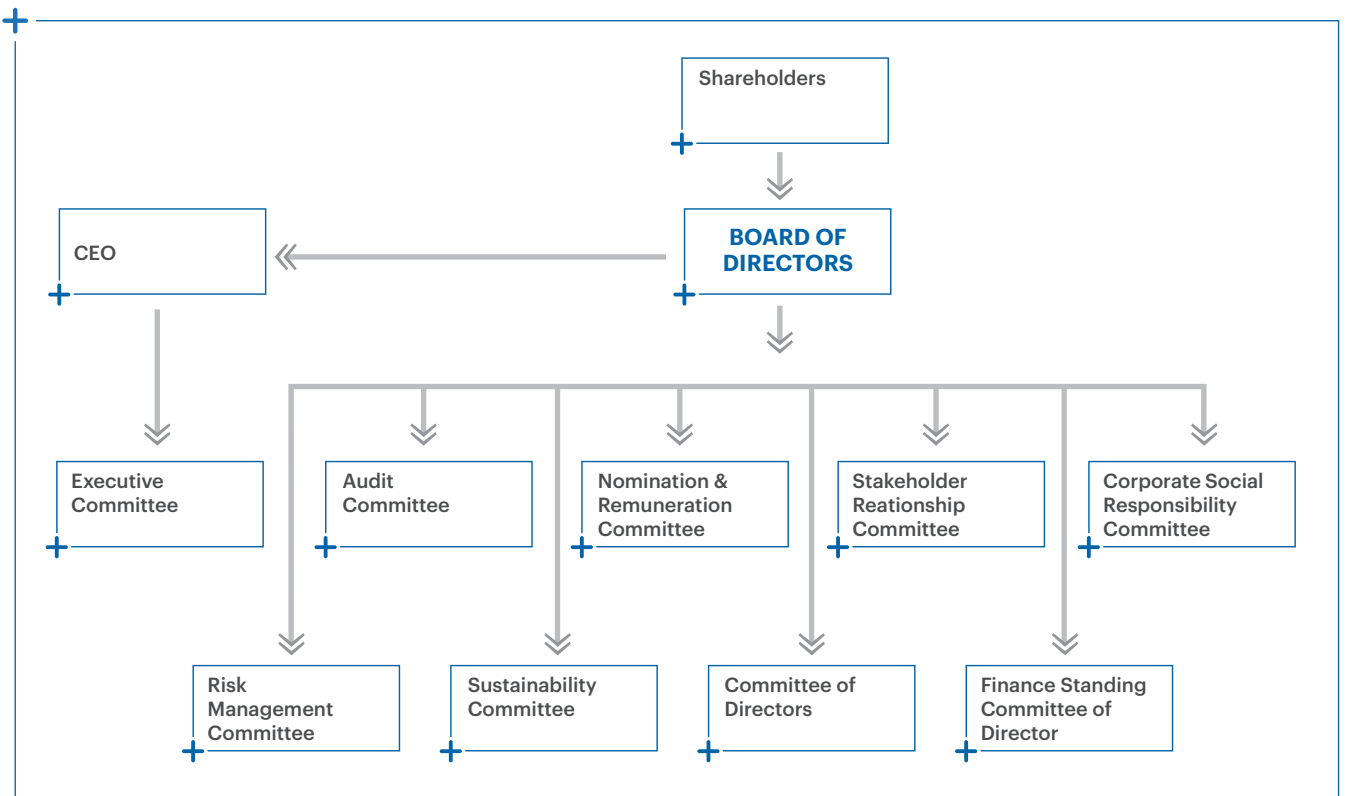 Shareholders
CEO
BOARD OF
DIRECTORS
Executive
Committee
Audit
Committee
Nomination &
Remuneration
Committee
Stakeholder
Reationship
Committee
Corporate Social
Responsibility
Committee
Risk
Management
Committee
Sustainability
Committee
Committee of
Directors
Finance Standing
Committee of
Director